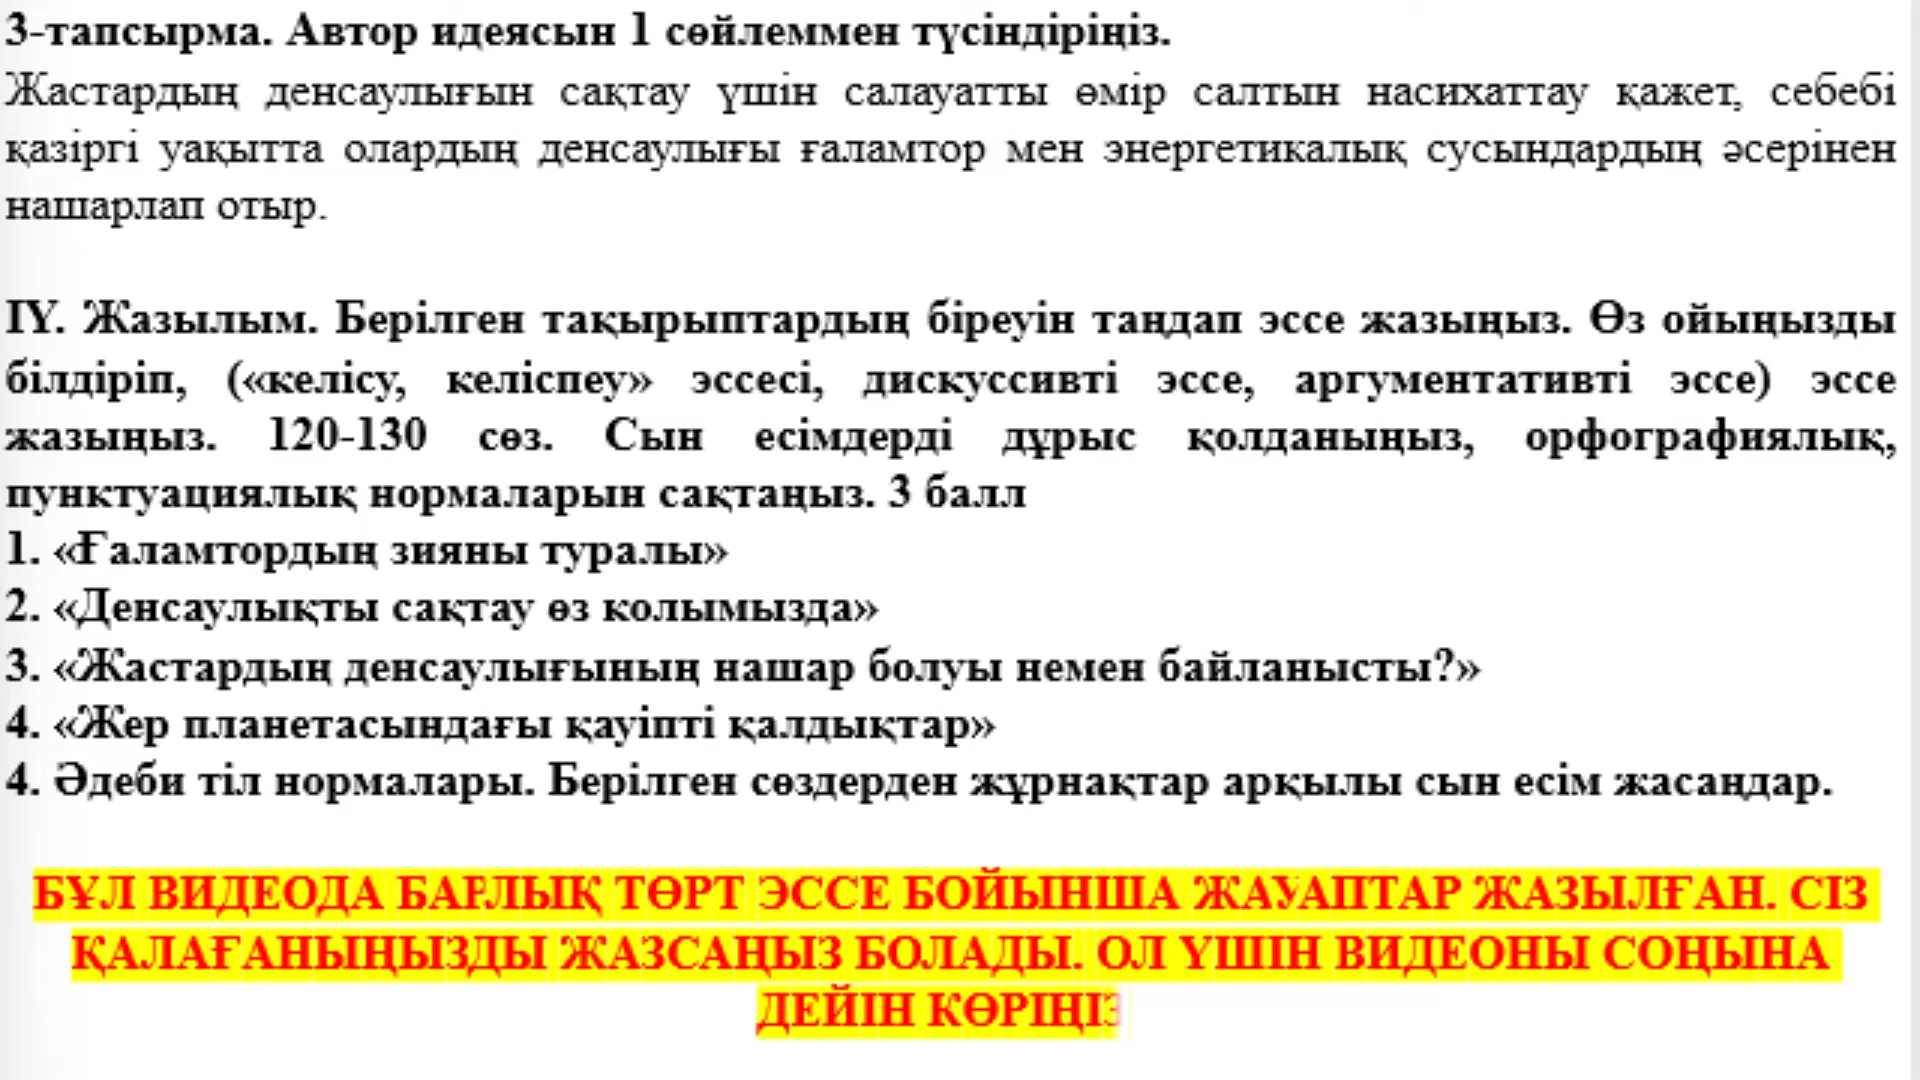 3-тапсырма. Автор идеясын 1 сөйлеммен түсіндіріңіз.
Жастардың денсаулығын сақтау үшін салауатты өмір салтын насихаттау қажет, себебі
қазіргі уақытта олардың денсаулығы ғаламтор мен энергетикалық сусындардың әсерінен
нашарлап отыр.
ІҮ. Жазылым. Берілген тақырыптардың біреуін таңдап эссе жазыңыз. Өз ойыңызды
білдіріп, («келісу, келіспеу» эссесі, дискуссивті эссе, аргументативті эссе) эссе
жазыңыз. 120-130 сөз. Сын есімдерді дұрыс қолданыңыз, орфографиялық,
пунктуациялық нормаларын сақтаңыз. 3 балл
1. «Ғаламтордың зияны туралы»
2. «Денсаулықты сақтау өз колымызда»
3. «Жастардың денсаулығының нашар болуы немен байланысты?»
4. «Жер планетасындағы қауіпті қалдықтар»
4. Әдеби тіл нормалары. Берілген сөздерден жұрнақтар арқылы сын есім жасаңдар.
БҰЛ ВИДЕОДА БАРЛЫҚ ТӨРТ ЭССЕ БОЙЫНША ЖАУАПТАР ЖАЗЫЛҒАН. СІЗ
ҚАЛАҒАНЫҢЫЗДЫ ЖАЗСАҢЫЗ БОЛАДЫ. ОЛ ҮШІН ВИДЕОНЫ СОҢЫНА
ДЕЙІН КӨРІҢІЗ